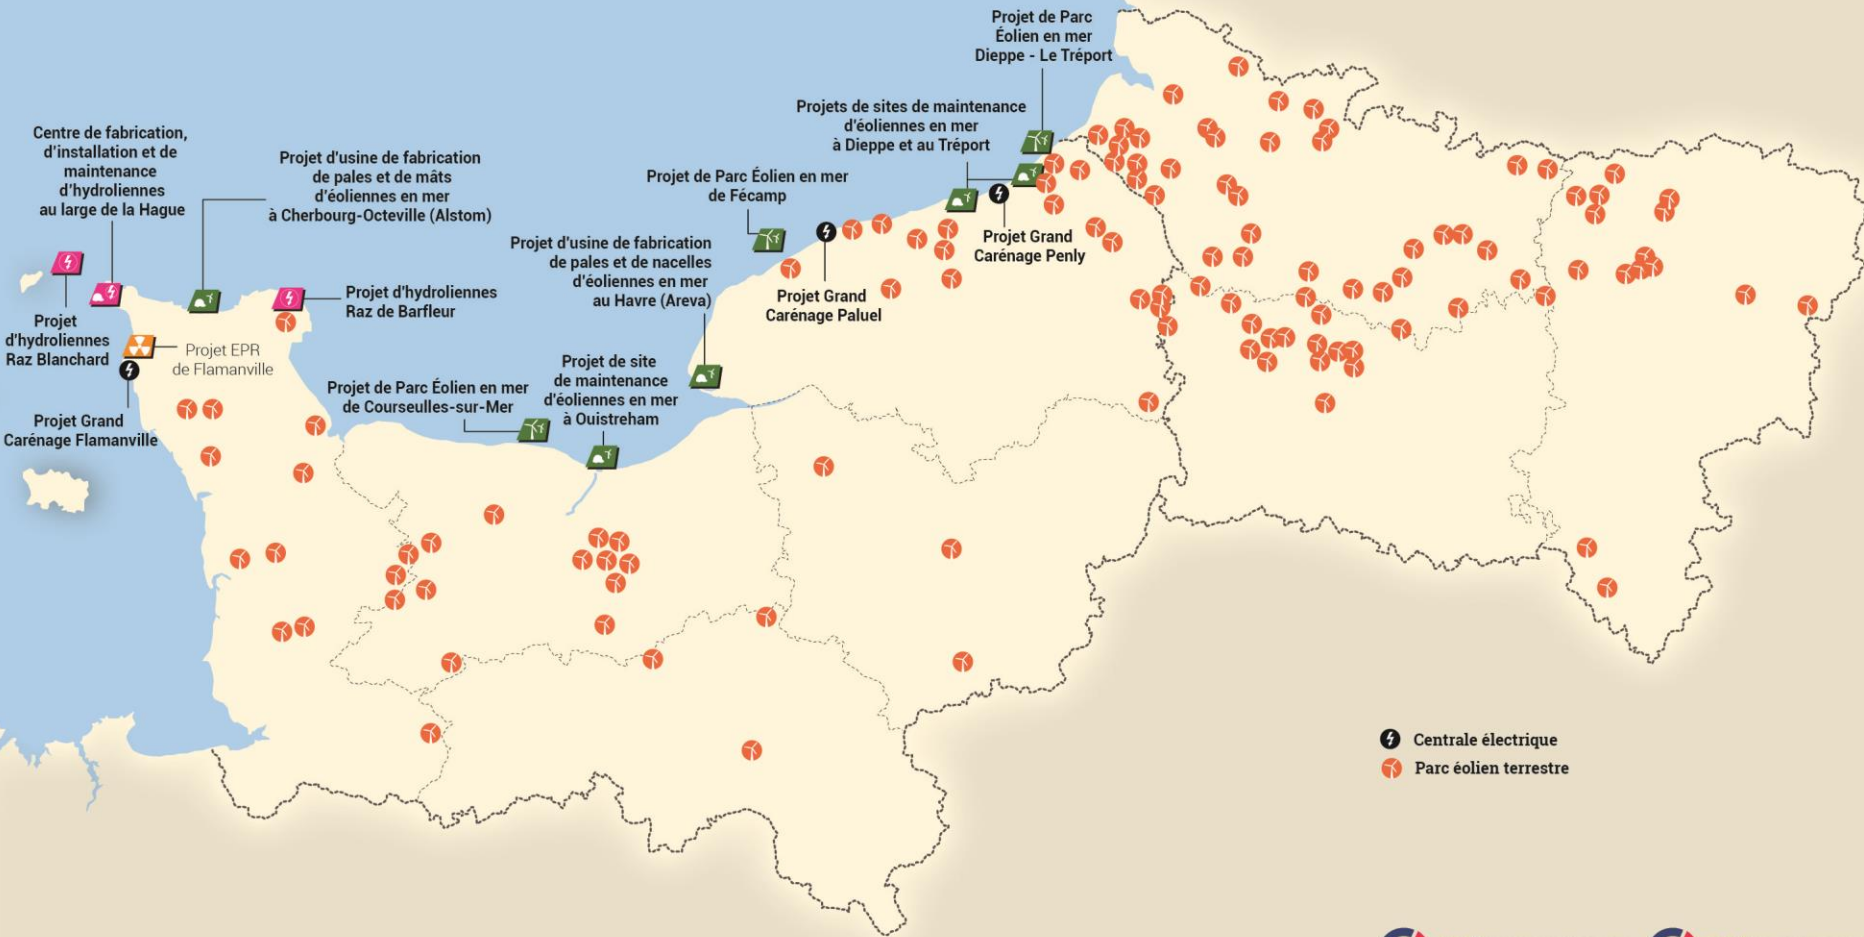 Projet de Parc
Éolien en mer
Dieppe - Le Tréport
Projets de sites de maintenance
d'éoliennes en mer
à Dieppe et au Tréport
Centre de fabrication,
d'installation et de
maintenance
d'hydroliennes
au large de la Hague
Projet d'usine de fabrication
de pales et de mâts
d'éoliennes en mer
à Cherbourg-Octeville (Alstom)
Projet de Parc Éolien en mer
de Fécamp
Projet d'usine de fabrication
de pales et de nacelles
d'éoliennes en mer
au Havre (Areva)
Projet Grand
Carénage Penly
Projet Grand
Carénage Paluel
Projet d'hydroliennes
Raz de Barfleur
Projet
d'hydroliennes
Raz Blanchard
Projet EPR
de Flamanville
Projet de site
de maintenance
d'éoliennes en mer
à Ouistreham
Projet de Parc Éolien en mer
de Courseulles-sur-Mer
Projet Grand
Carénage Flamanville
Centrale électrique
Parc éolien terrestre